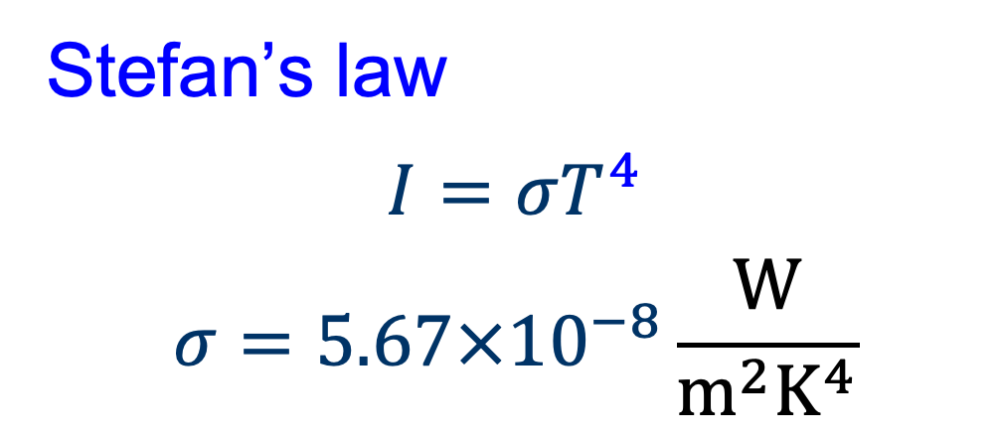 Stefan’s law
I = σT⁴
σ = 5.67×10⁻⁸ W/m²K⁴